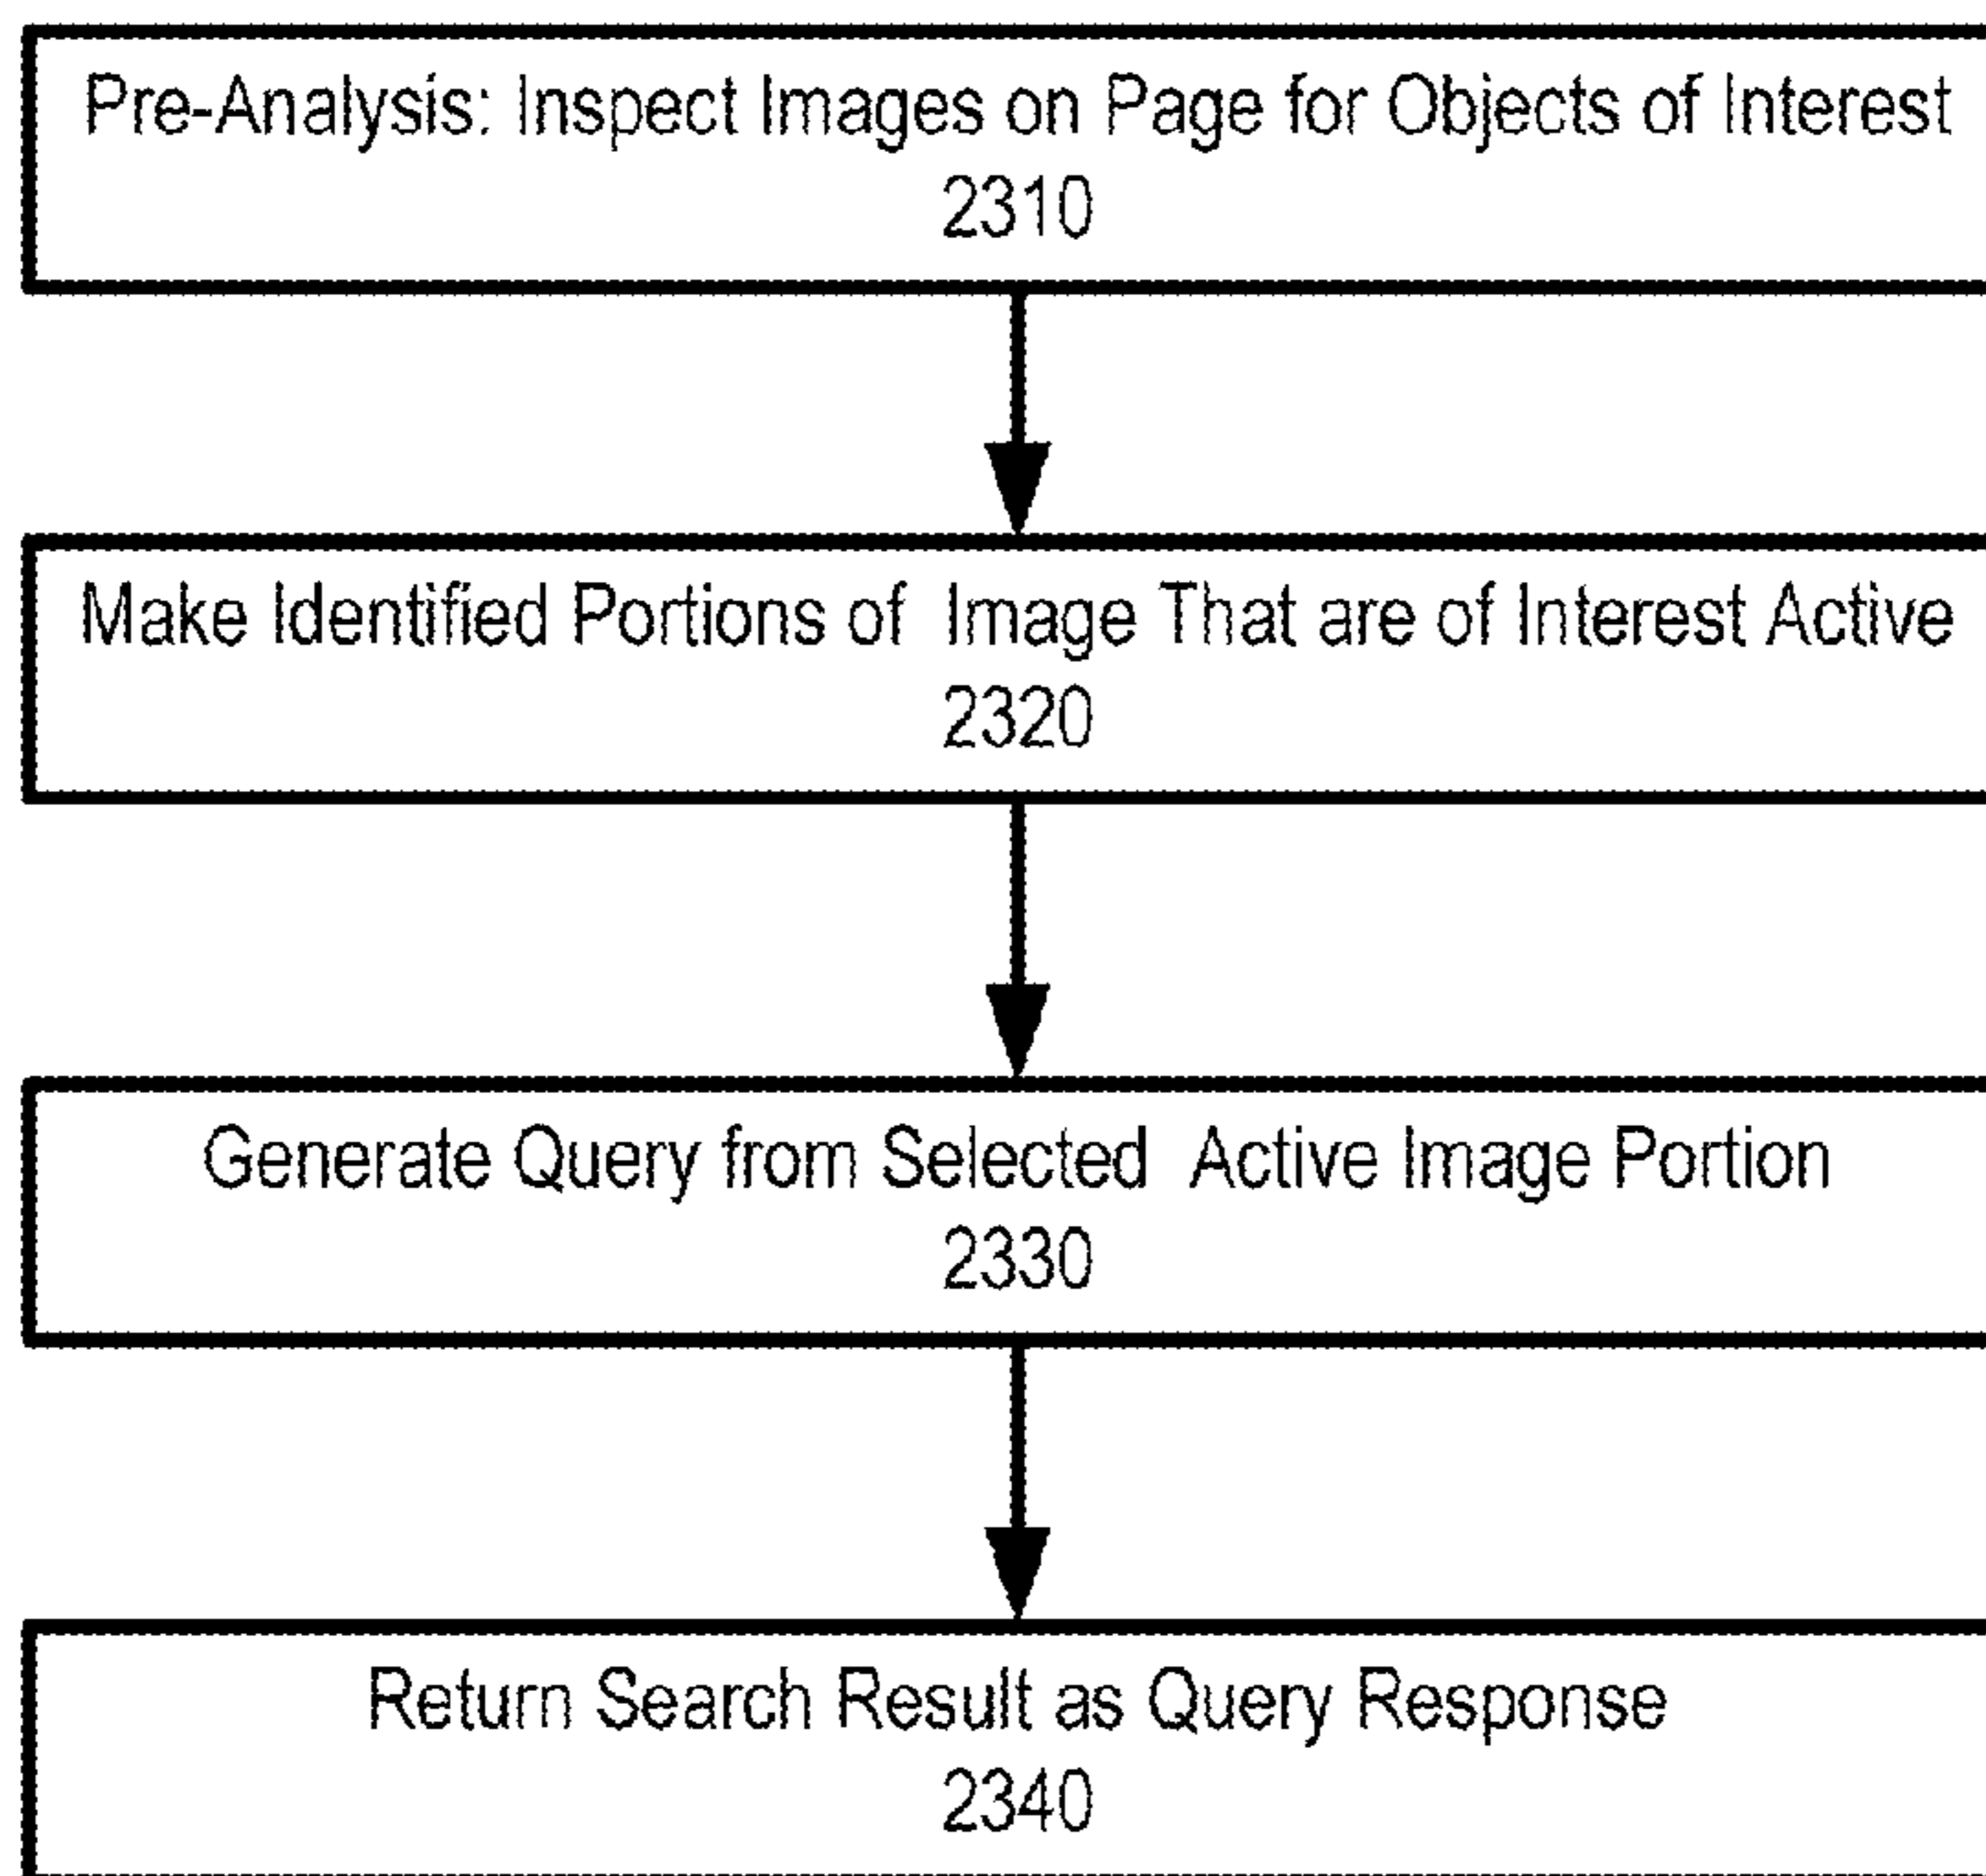 Pre-Analysis: Inspect Images on Page for Objects of Interest
2310
Make Identified Portions of Image That are of Interest Active
2320
Generate Query from Selected Active Image Portion
2330
Return Search Result as Query Response
2340